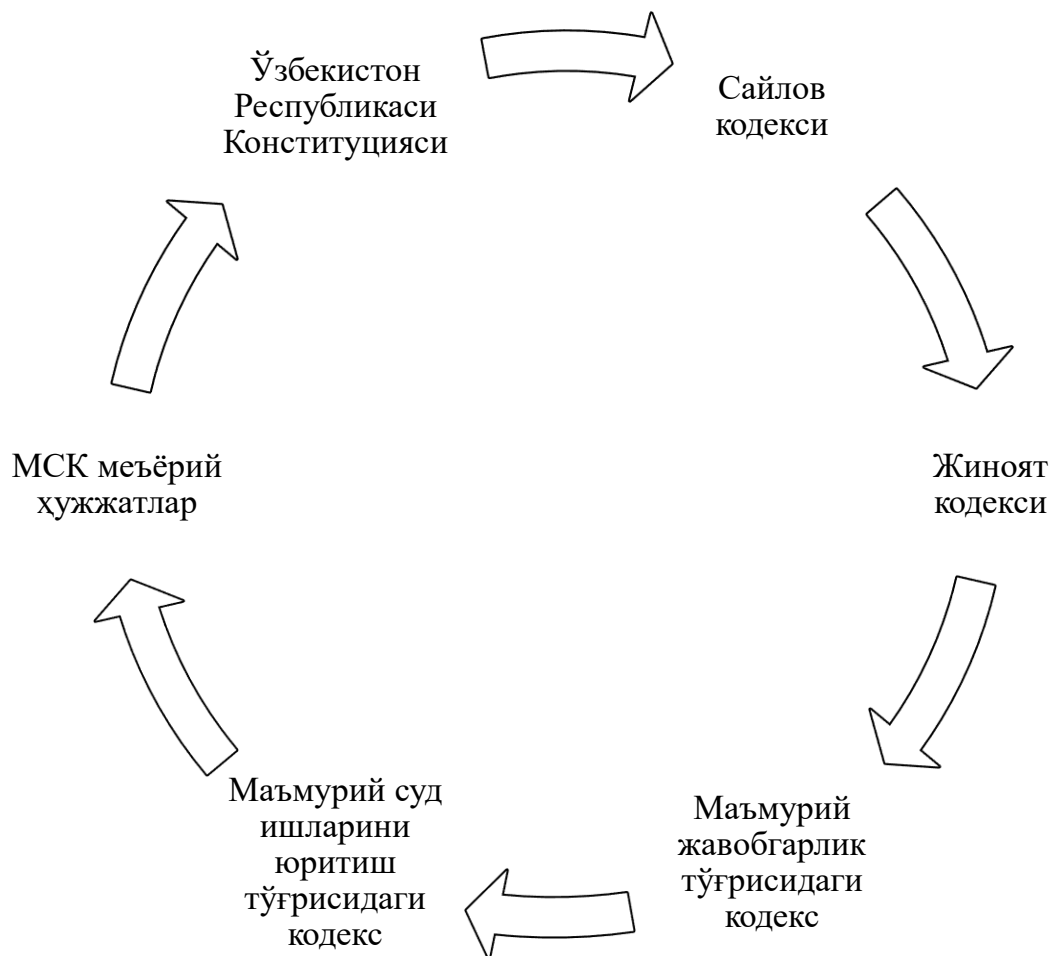 Ўзбекистон
Республикаси
Конституцияси
Сайлов
кодекси
Жиноят
кодекси
Маъмурий
жавобгарлик
тўғрисидаги
кодекс
Маъмурий суд
ишларини
юритиш
тўғрисидаги
кодекс
МСК меъёрий
ҳужжатлар